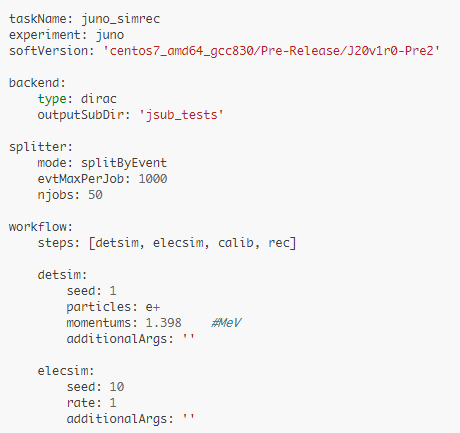 taskName: juno_simrec
experiment: juno
softVersion: 'centos7_amd64_gcc830/Pre-Release/J20v1r0-Pre2'

backend:
    type: dirac
    outputSubDir: 'jsub_tests'

splitter:
    mode: splitByEvent
    evtMaxPerJob: 1000
    njobs: 50

workflow:
    steps: [detsim, elecsim, calib, rec]

    detsim:
        seed: 1
        particles: e+
        momentums: 1.398    #MeV
        additionalArgs: ''

    elecsim:
        seed: 10
        rate: 1
        additionalArgs: ''